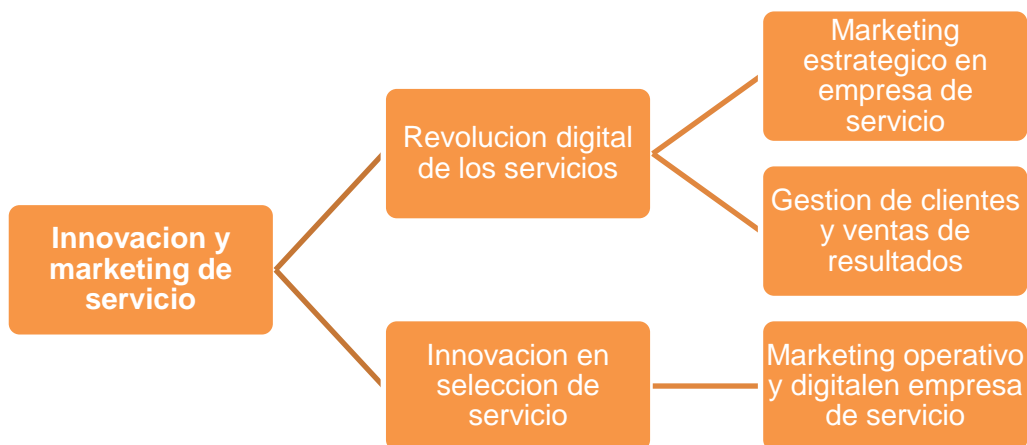 Innovacion y
marketing de
servicio
Revolucion digital
de los servicios
Marketing
estrategico en
empresa de
servicio
Gestion de clientes
y ventas de
resultados
Innovacion en
seleccion de
servicio
Marketing operativo
y digitalen empresa
de servicio